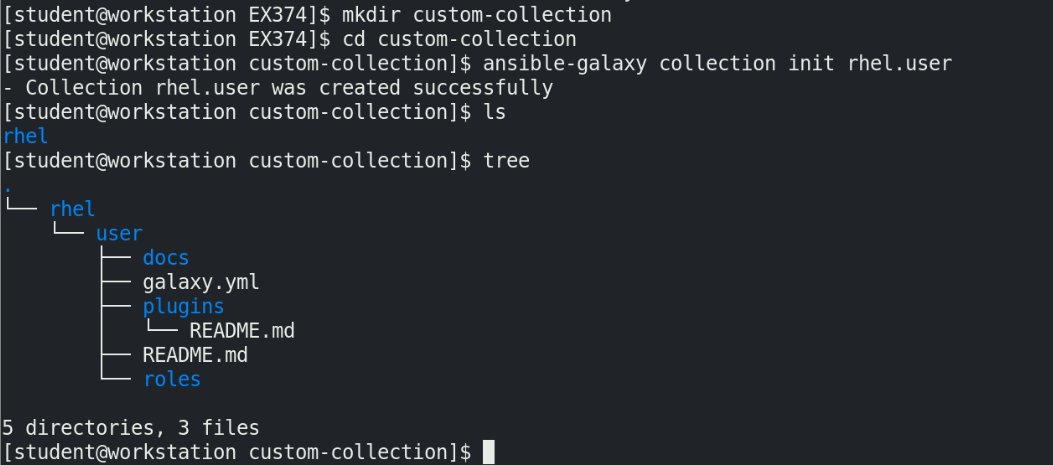 [student@workstation EX374]$ mkdir custom-collection
[student@workstation EX374]$ cd custom-collection
[student@workstation custom-collection]$ ansible-galaxy collection init rhel.user
- Collection rhel.user was created successfully
[student@workstation custom-collection]$ ls
rhel
[student@workstation custom-collection]$ tree
.
└── rhel
    └── user
        ├── docs
        ├── galaxy.yml
        ├── plugins
        │   └── README.md
        ├── README.md
        └── roles
5 directories, 3 files
[student@workstation custom-collection]$